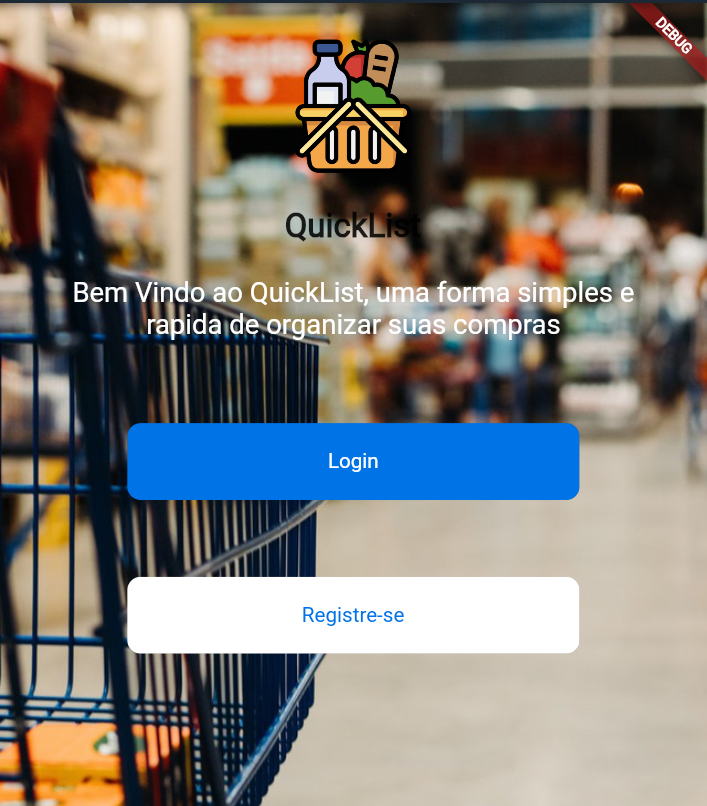 DEBUG
QuickList
Bem Vindo ao QuickList, uma forma simples e
rapida de organizar suas compras
Login
Registre-se